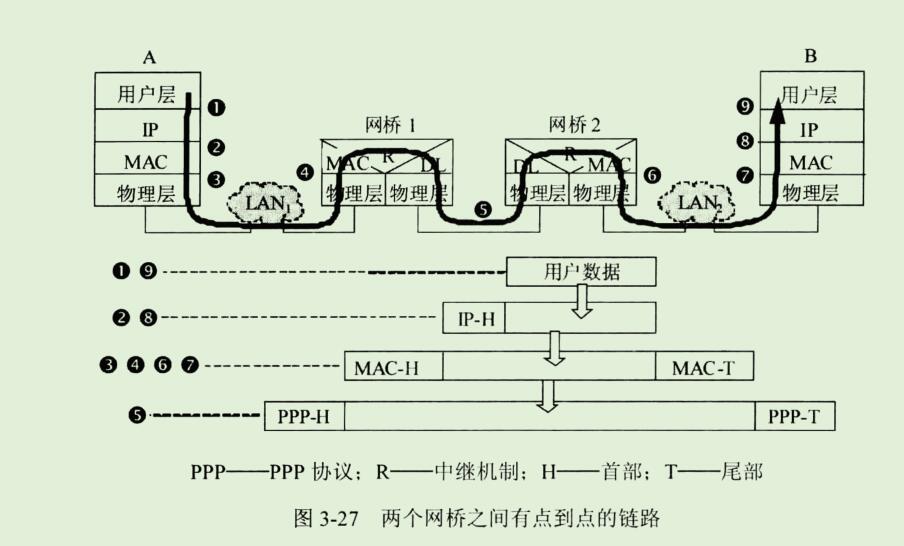 A B
用户层 ❶ ❾ 用户层
IP 网桥 1 网桥 2 IP
❷ ❽
MAC ❹ MAC R DL DL R MAC ❻ MAC
❸ ❼
物理层 LAN₁ 物理层 物理层 ❺ 物理层 物理层 LAN₂ 物理层
❶ ❾ 用户数据
❷ ❽ IP-H
❸ ❹ ❻ ❼ MAC-H MAC-T
❺ PPP-H PPP-T
PPP——PPP 协议；R——中继机制；H——首部；T——尾部
图 3-27 两个网桥之间有点到点的链路